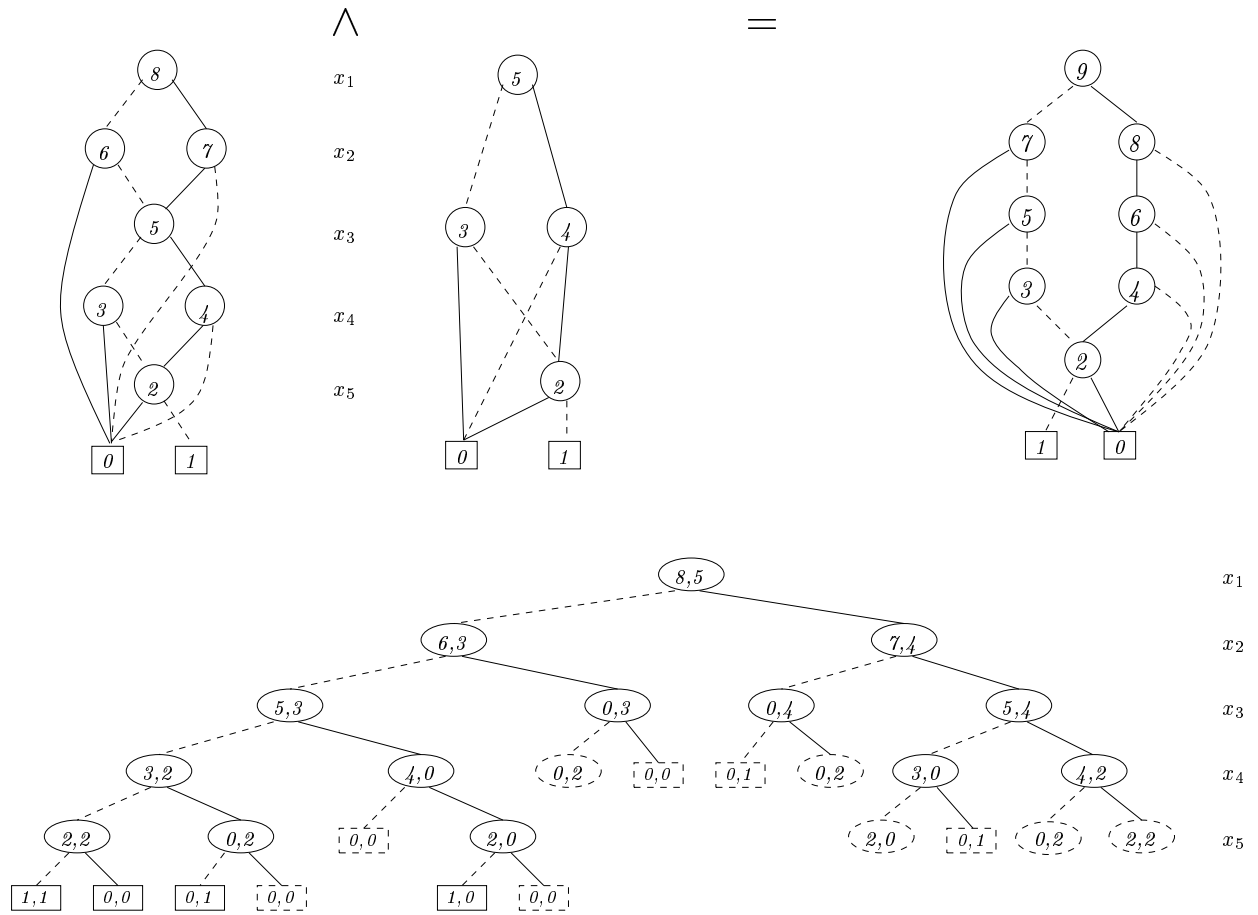 ∧ =
8 x₁ 5 9
6 7 x₂ 7 8
5 x₃ 3 4 5 6
3 4 x₄ 3 4
2 x₅ 2 2
0 1 0 1 1 0
8,5 x₁
6,3 7,4 x₂
5,3 0,3 0,4 5,4 x₃
3,2 4,0 0,2 0,0 0,1 0,2 3,0 4,2 x₄
2,2 0,2 0,0 2,0 2,0 0,1 0,2 2,2 x₅
1,1 0,0 0,1 0,0 1,0 0,0